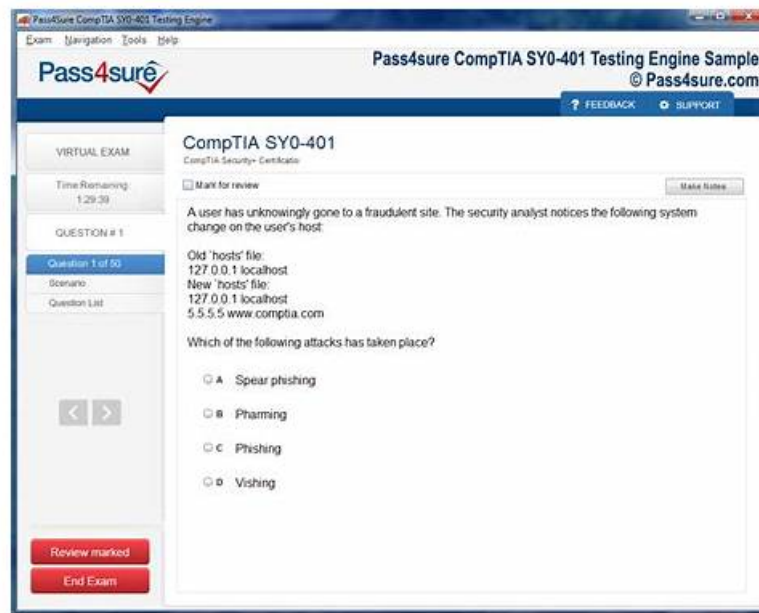 Pass4Sure CompTIA SY0-401 Testing Engine
Exam Navigation Tools Help
Pass4sure
Pass4sure CompTIA SY0-401 Testing Engine Sample
© Pass4sure.com
? FEEDBACK SUPPORT
VIRTUAL EXAM
Time Remaining
1:29:39
QUESTION # 1
Question 1 of 50
Scenario
Question List
Review marked
End Exam
CompTIA SY0-401
CompTIA Security+ Certificatio
Mark for review
Make Notes
A user has unknowingly gone to a fraudulent site. The security analyst notices the following system
change on the user's host:
Old `hosts' file:
127.0.0.1 localhost
New `hosts' file:
127.0.0.1 localhost
5.5.5.5 www.comptia.com
Which of the following attacks has taken place?
A Spear phishing
B Pharming
C Phishing
D Vishing